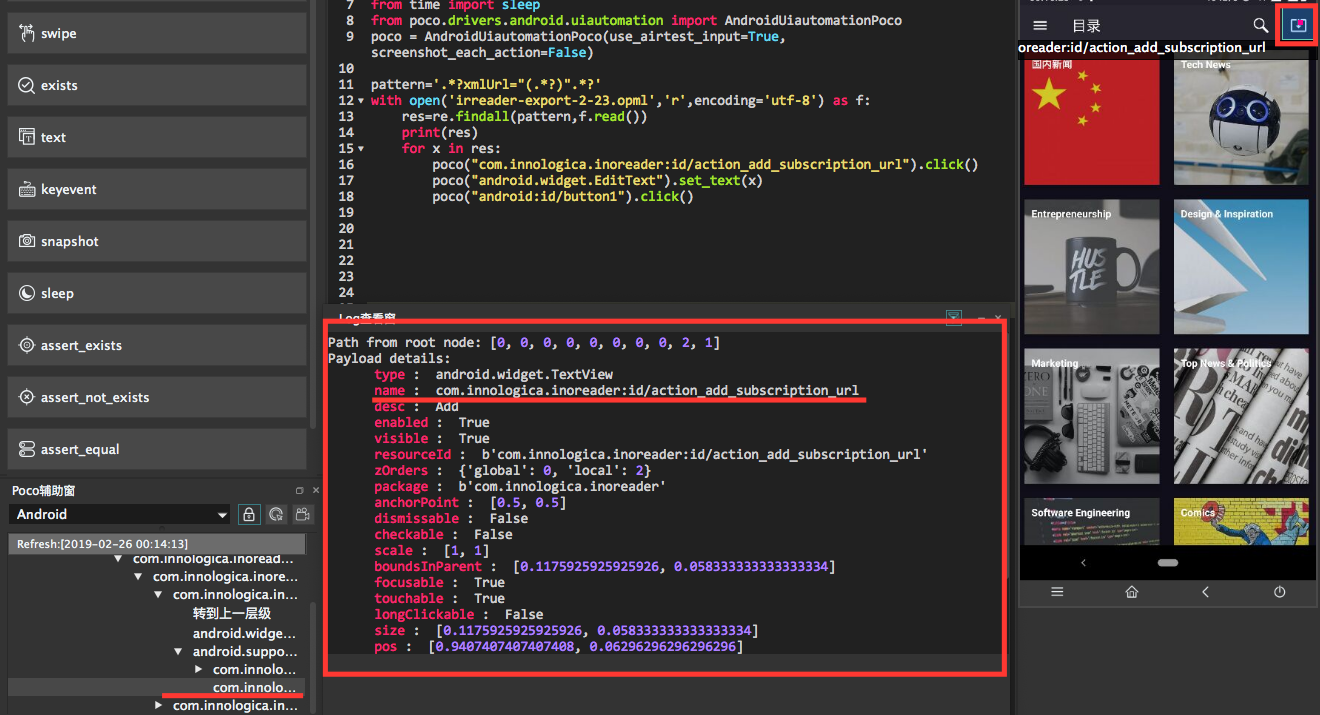 swipe
exists
text
keyevent
snapshot
sleep
assert_exists
assert_not_exists
assert_equal
Poco辅助窗
Android
Refresh:[2019-02-26 00:14:13]
com.innologica.inoread...
com.innologica.inore...
com.innologica.in...
转到上一层级
android.widge...
android.suppo...
com.innolo...
com.innolo...
com.innologica.in...
7 from time import sleep
8 from poco.drivers.android.uiautomation import AndroidUiautomationPoco
9 poco = AndroidUiautomationPoco(use_airtest_input=True,
screenshot_each_action=False)
10
11 pattern='.*?xmlUrl="(.*?)".*?'
12 with open('irreader-export-2-23.opml','r',encoding='utf-8') as f:
13 res=re.findall(pattern,f.read())
14 print(res)
15 for x in res:
16 poco("com.innologica.inoreader:id/action_add_subscription_url").click()
17 poco("android.widget.EditText").set_text(x)
18 poco("android:id/button1").click()
19
20
21
22
23
24
Log查看窗
Path from root node: [0, 0, 0, 0, 0, 0, 0, 0, 2, 1]
Payload details:
type : android.widget.TextView
name : com.innologica.inoreader:id/action_add_subscription_url
desc : Add
enabled : True
visible : True
resourceId : b'com.innologica.inoreader:id/action_add_subscription_url'
zOrders : {'global': 0, 'local': 2}
package : b'com.innologica.inoreader'
anchorPoint : [0.5, 0.5]
dismissable : False
checkable : False
scale : [1, 1]
boundsInParent : [0.1175925925925926, 0.058333333333333334]
focusable : True
touchable : True
longClickable : False
size : [0.1175925925925926, 0.058333333333333334]
pos : [0.9407407407407408, 0.06296296296296296]
目录
oreader:id/action_add_subscription_url
国内新闻
Tech News
Entrepreneurship
HUS
TLE
Design & Inspiration
Marketing
Top News & Politics
Software Engineering
Comics